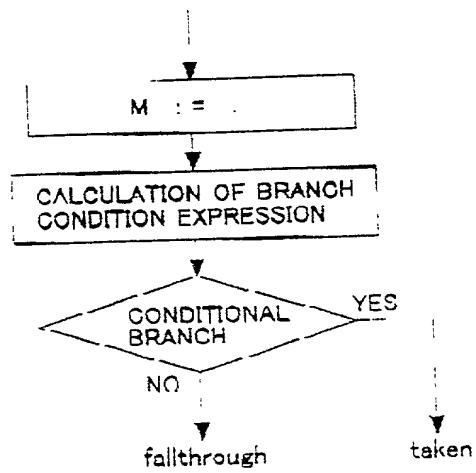 M : = .
CALCULATION OF BRANCH
CONDITION EXPRESSION
CONDITIONAL
BRANCH
YES
NO
fallthrough
taken